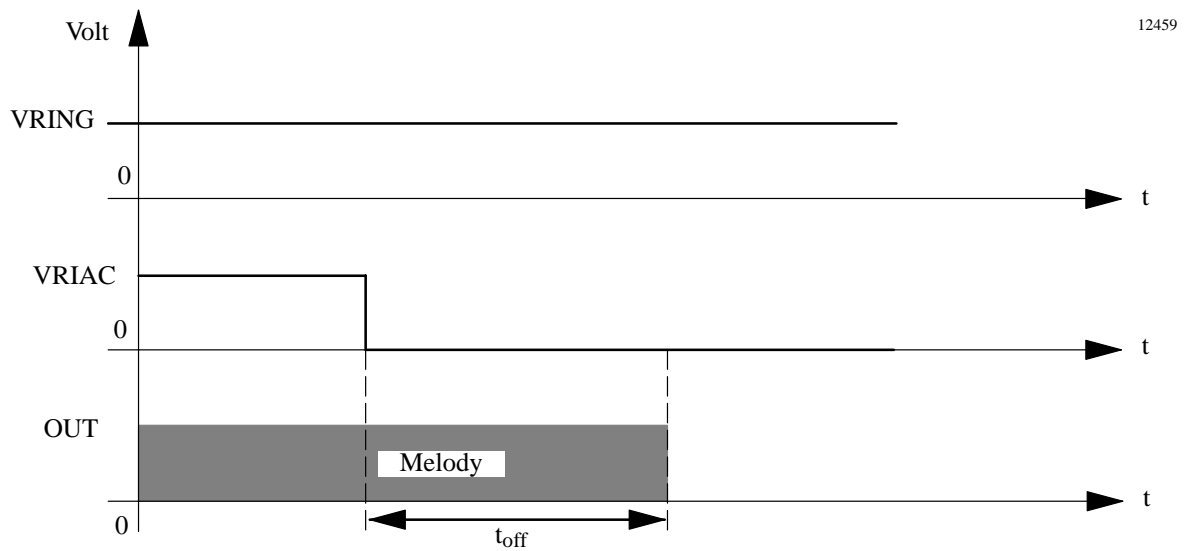 Volt
12459
VRING
0
t
VRIAC
0
t
OUT
Melody
t
0
toff